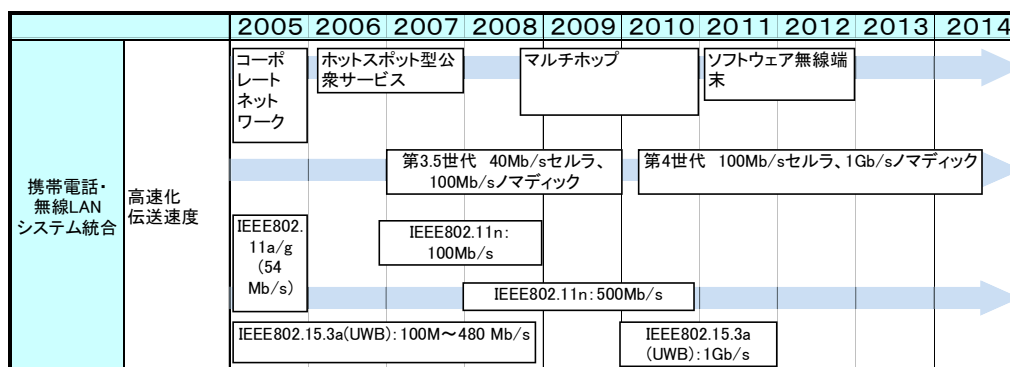 2005 2006 2007 2008 2009 2010 2011 2012 2013 2014
携帯電話・
無線LAN
システム統合
高速化
伝送速度
コーポ
レート
ネット
ワーク
ホットスポット型公
衆サービス
マルチホップ
ソフトウェア無線端
末
第3.5世代 40Mb/sセルラ、
100Mb/sノマディック
第4世代 100Mb/sセルラ、1Gb/sノマディック
IEEE802.
11a/g
(54
Mb/s)
IEEE802.11n:
100Mb/s
IEEE802.11n:500Mb/s
IEEE802.15.3a(UWB):100M～480 Mb/s
IEEE802.15.3a
(UWB):1Gb/s